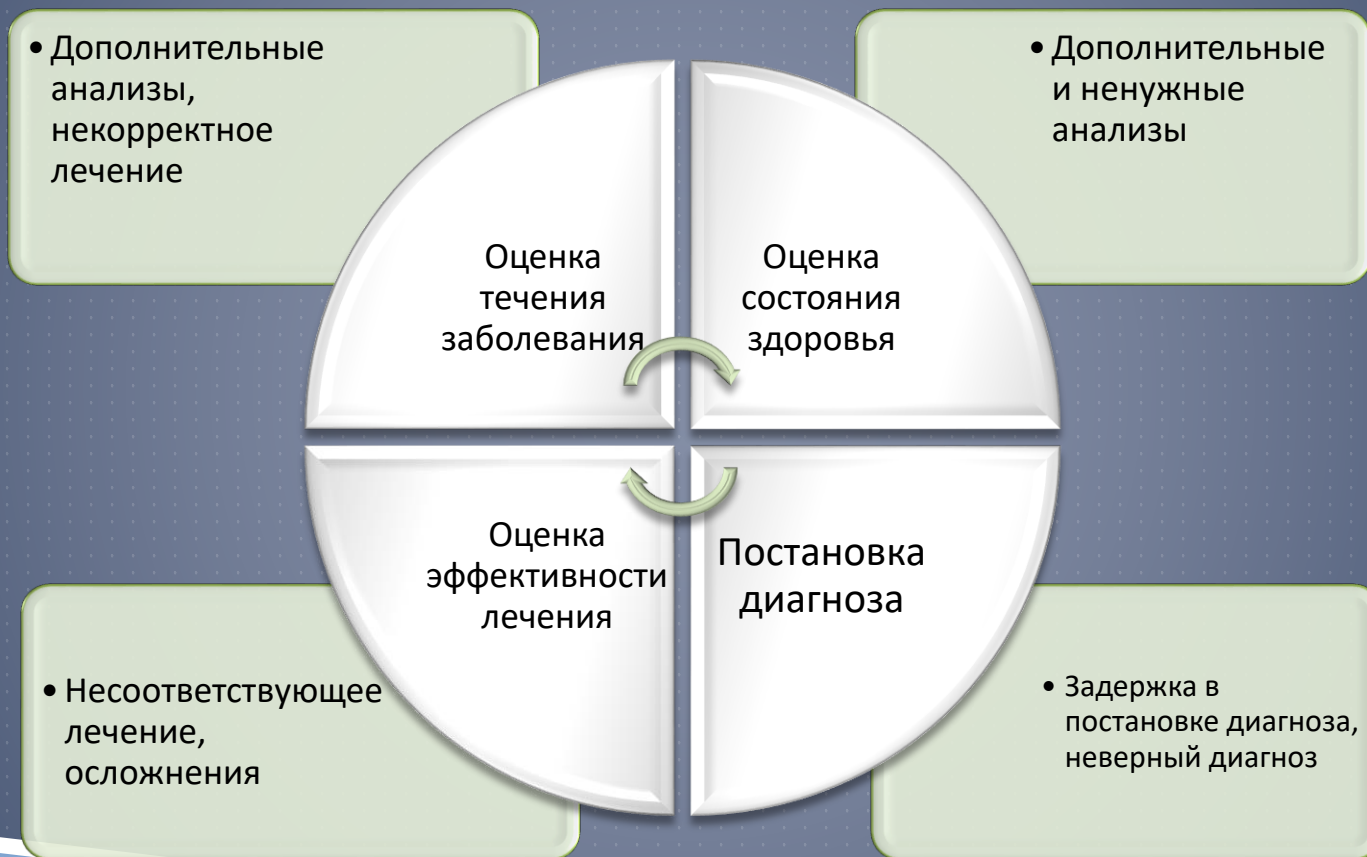 • Дополнительные
анализы,
некорректное
лечение
• Дополнительные
и ненужные
анализы
Оценка
течения
заболевания
Оценка
состояния
здоровья
Оценка
эффективности
лечения
Постановка
диагноза
• Несоответствующее
лечение,
осложнения
• Задержка в
постановке диагноза,
неверный диагноз